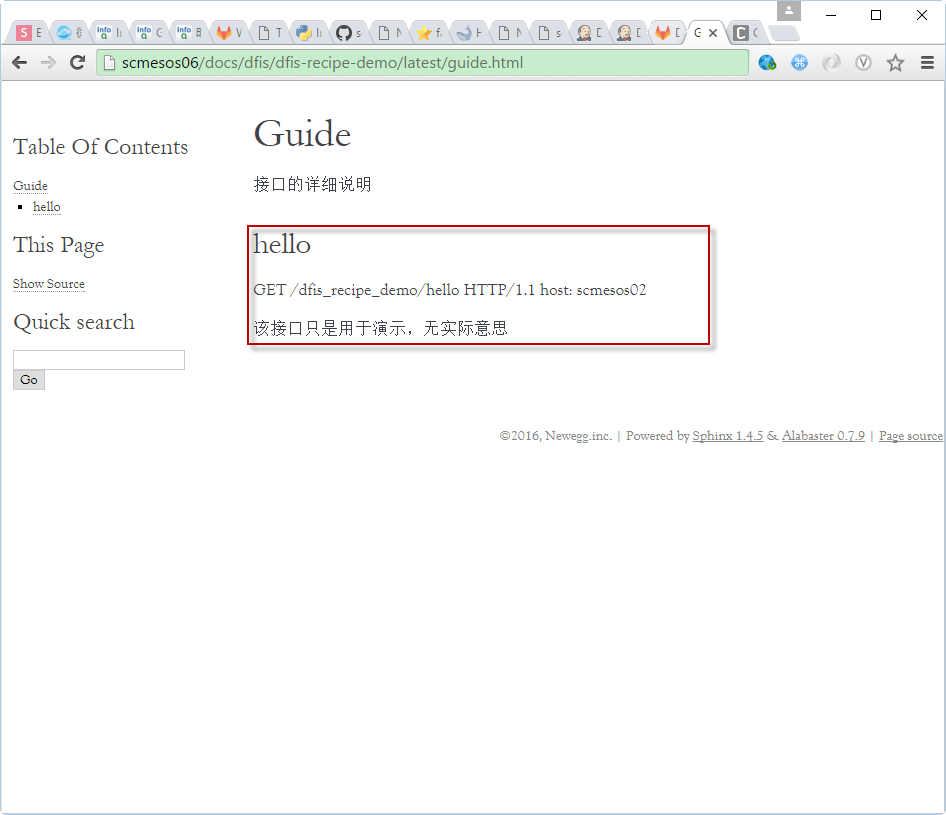 scmesos06/docs/dfis/dfis-recipe-demo/latest/guide.html
Table Of Contents
Guide
hello
This Page
Show Source
Quick search
Go
Guide
接口的详细说明
hello
GET /dfis_recipe_demo/hello HTTP/1.1 host: scmesos02
该接口只是用于演示，无实际意思
©2016, Newegg.inc. | Powered by Sphinx 1.4.5 & Alabaster 0.7.9 | Page source